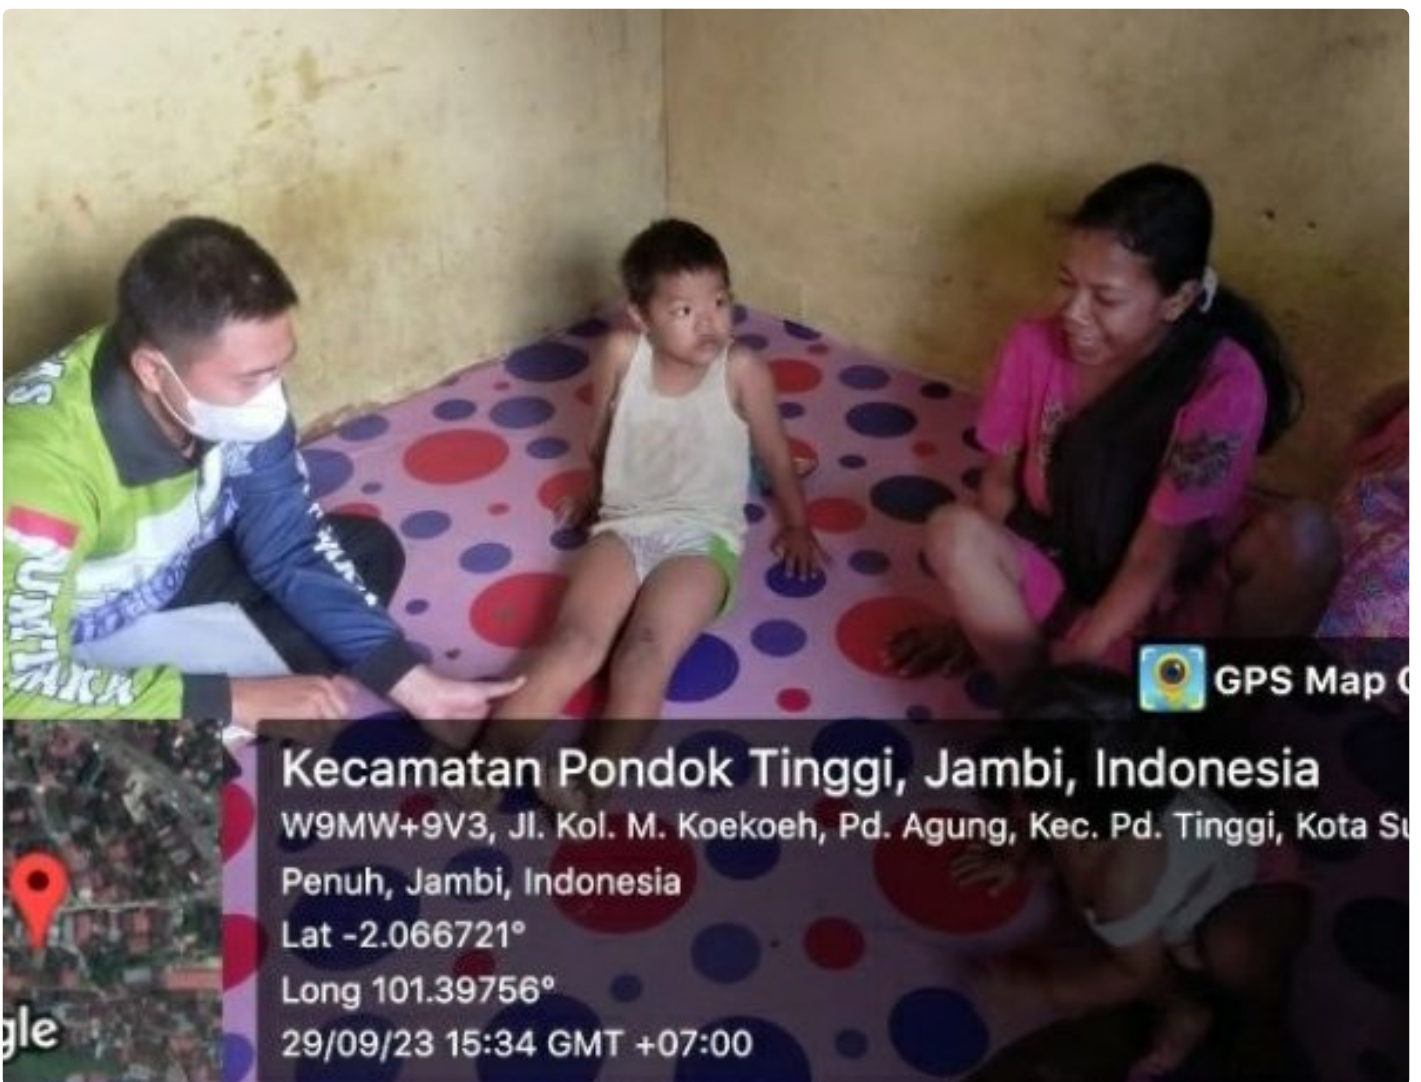 GPS Map C
Kecamatan Pondok Tinggi, Jambi, Indonesia
W9MW+9V3, Jl. Kol. M. Koekoeh, Pd. Agung, Kec. Pd. Tinggi, Kota Su
Penuh, Jambi, Indonesia
Lat -2.066721°
Long 101.39756°
29/09/23 15:34 GMT +07:00
gle